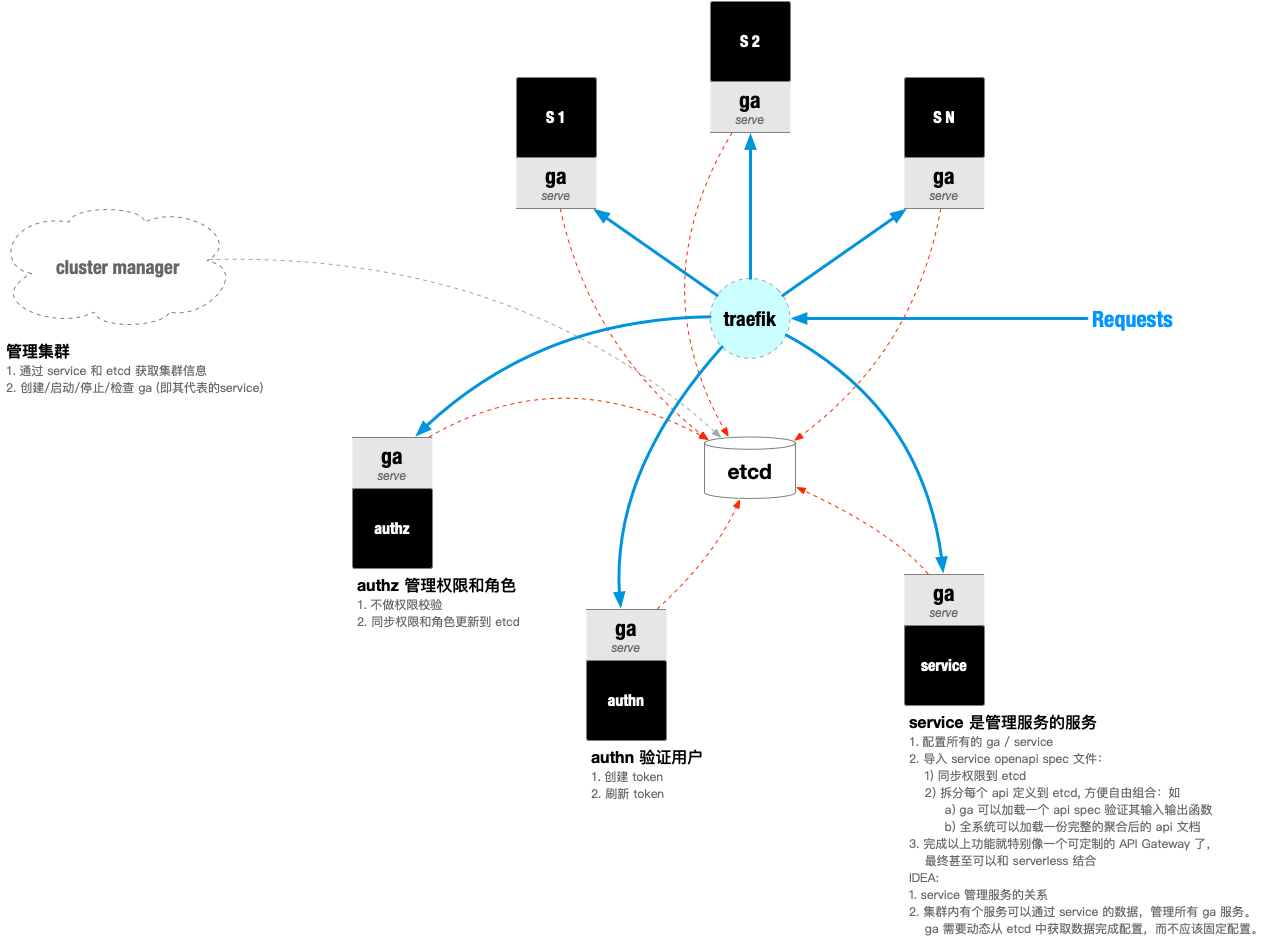 S 2
ga
serve
S 1
ga
serve
S N
ga
serve
cluster manager
traefik
Requests
管理集群
1. 通过 service 和 etcd 获取集群信息
2. 创建/启动/停止/检查 ga (即其代表的service)
ga
serve
authz
etcd
authz 管理权限和角色
1. 不做权限校验
2. 同步权限和角色更新到 etcd
ga
serve
authn
authn 验证用户
1. 创建 token
2. 刷新 token
ga
serve
service
service 是管理服务的服务
1. 配置所有的 ga / service
2. 导入 service openapi spec 文件：
1) 同步权限到 etcd
2) 拆分每个 api 定义到 etcd, 方便自由组合：如
a) ga 可以加载一个 api spec 验证其输入输出函数
b) 全系统可以加载一份完整的聚合后的 api 文档
3. 完成以上功能就特别像一个可定制的 API Gateway 了，
最终甚至可以和 serverless 结合
IDEA:
1. service 管理服务的关系
2. 集群内有个服务可以通过 service 的数据，管理所有 ga 服务。
ga 需要动态从 etcd 中获取数据完成配置，而不应该固定配置。